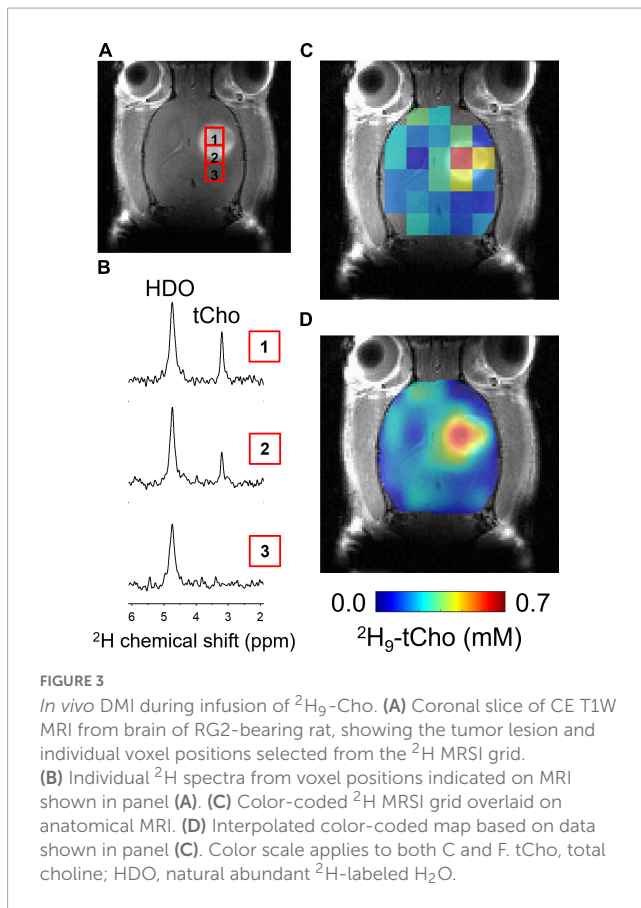 A
1
2
3
C
B
HDO
tCho
1
2
3
6 5 4 3 2
²H chemical shift (ppm)
D
0.0 0.7
²H₉-tCho (mM)
FIGURE 3
In vivo DMI during infusion of ²H₉-Cho. (A) Coronal slice of CE T1W
MRI from brain of RG2-bearing rat, showing the tumor lesion and
individual voxel positions selected from the ²H MRSI grid.
(B) Individual ²H spectra from voxel positions indicated on MRI
shown in panel (A). (C) Color-coded ²H MRSI grid overlaid on
anatomical MRI. (D) Interpolated color-coded map based on data
shown in panel (C). Color scale applies to both C and F. tCho, total
choline; HDO, natural abundant ²H-labeled H₂O.